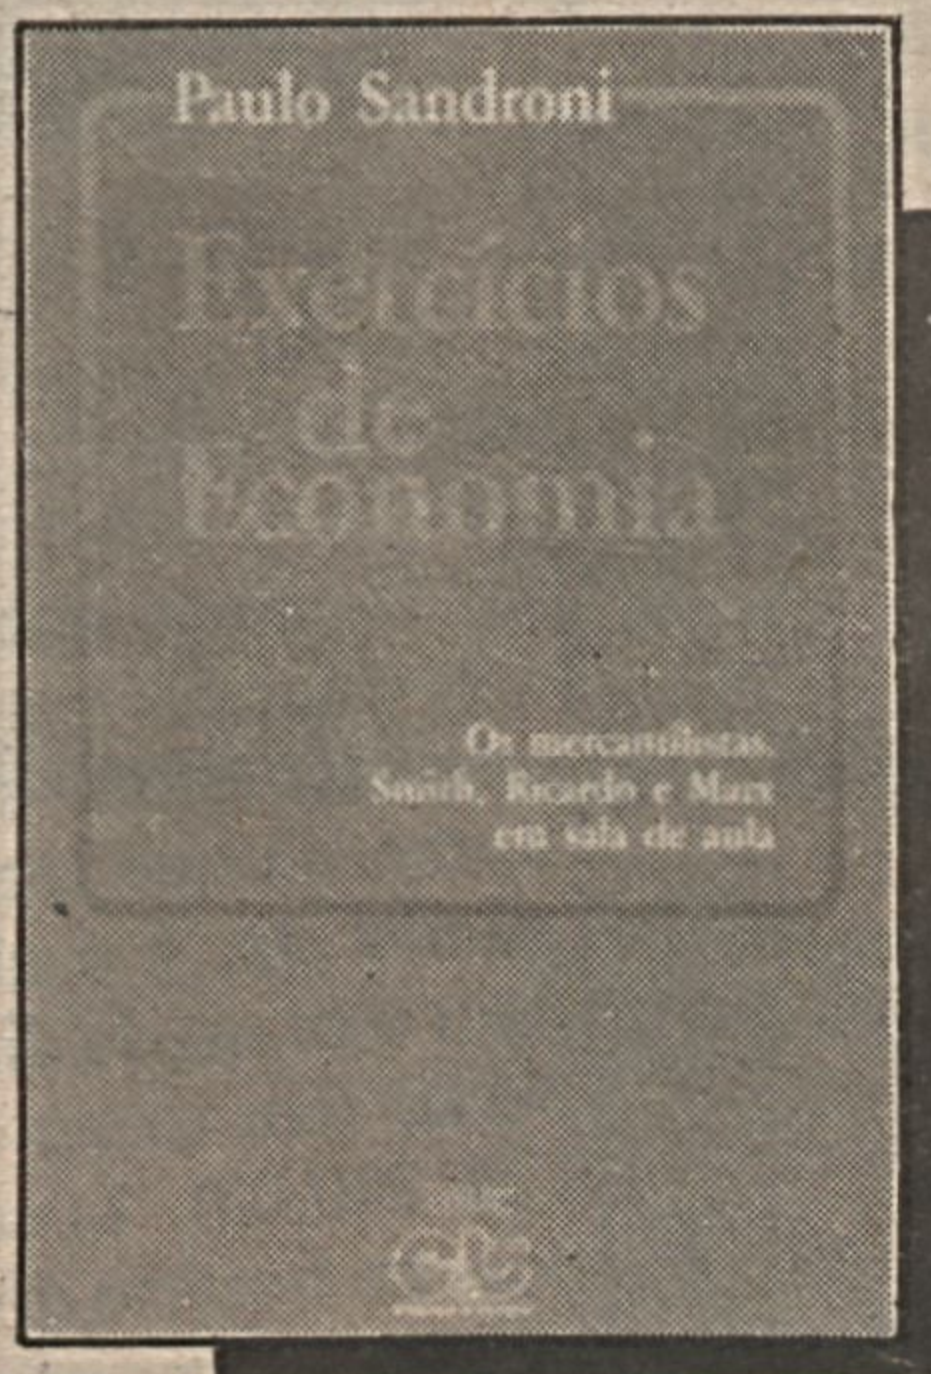 Paulo Sandroni
Exercícios
de
Economia
Os mercantilistas,
Smith, Ricardo e Marx
em sala de aula